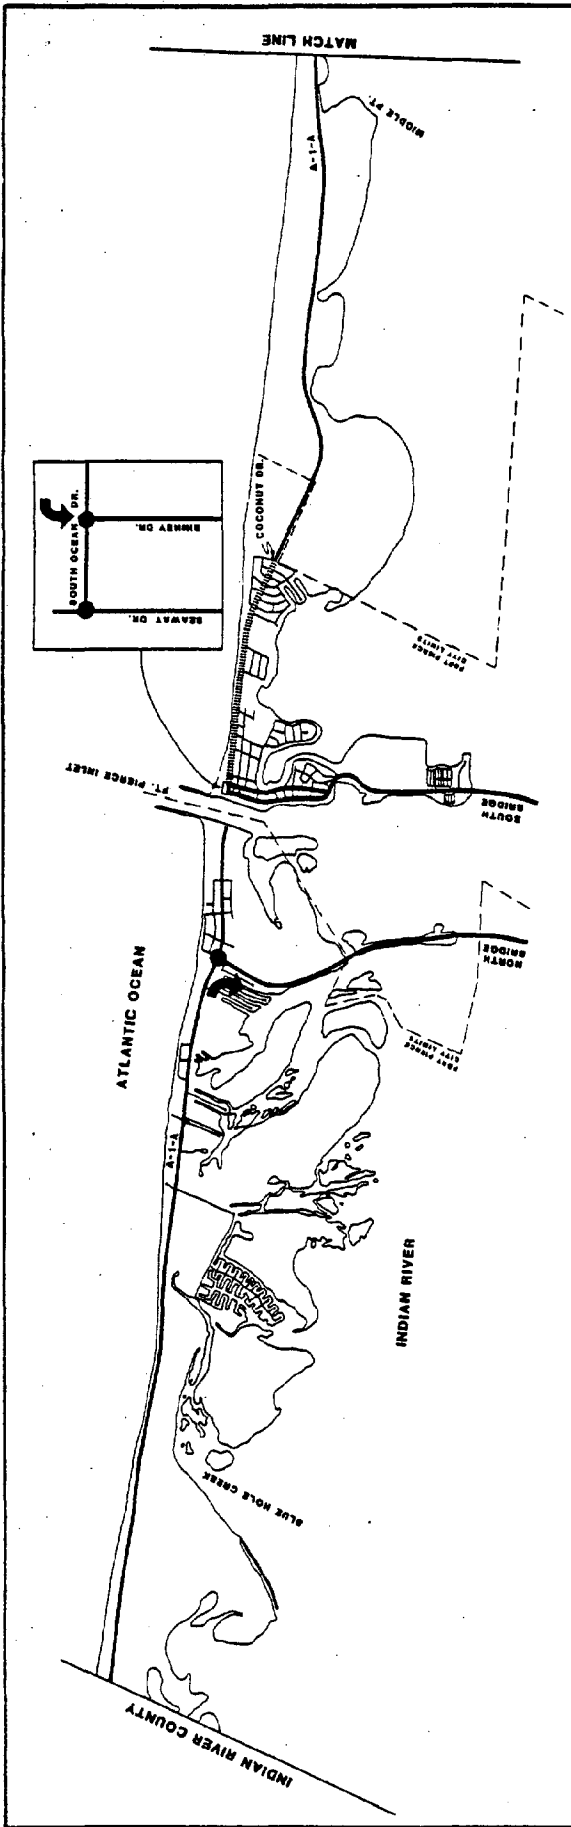 MATCH LINE
MIDDLE PT.
A-1-A
SOUTH OCEAN DR.
BINNEY DR.
SEAWAY DR.
COCONUT DR.
FORT PIERCE
CITY LIMITS
FT. PIERCE INLET
SOUTH
BRIDGE
NORTH
BRIDGE
ATLANTIC OCEAN
FORT PIERCE
CITY LIMITS
A-1-A
INDIAN RIVER
BLUE HOLE CREEK
INDIAN RIVER COUNTY